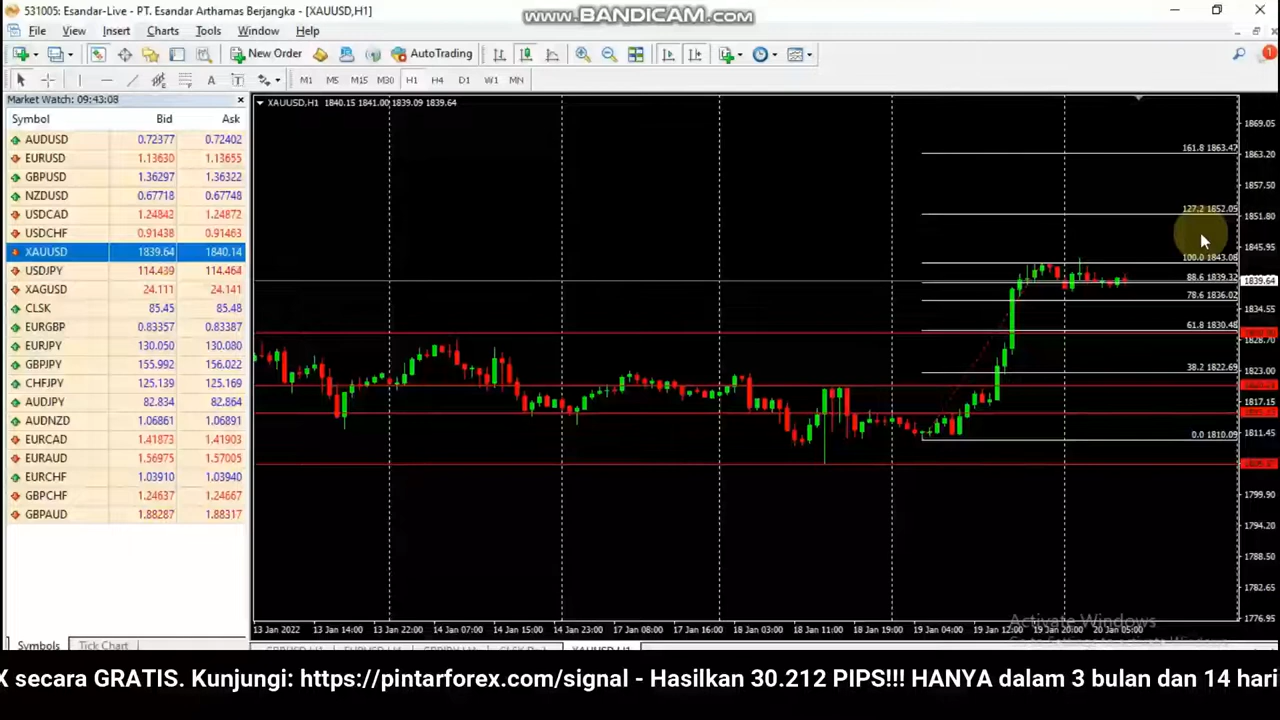 531005: Esandar-Live - PT. Esandar Arthamas Berjangka - [XAUUSD,H1]
www.BANDICAM.com
File View Insert Charts Tools Window Help
New Order AutoTrading
A T M1 M5 M15 M30 H1 H4 D1 W1 MN
Market Watch: 09:43:08
Symbol Bid Ask
AUDUSD 0.72377 0.72402
EURUSD 1.13630 1.13655
GBPUSD 1.36297 1.36322
NZDUSD 0.67718 0.67748
USDCAD 1.24842 1.24872
USDCHF 0.91438 0.91463
XAUUSD 1839.64 1840.14
USDJPY 114.439 114.464
XAGUSD 24.111 24.141
CLSK 85.45 85.48
EURGBP 0.83357 0.83387
EURJPY 130.050 130.080
GBPJPY 155.992 156.022
CHFJPY 125.139 125.169
AUDJPY 82.834 82.864
AUDNZD 1.06861 1.06891
EURCAD 1.41873 1.41903
EURAUD 1.56975 1.57005
EURCHF 1.03910 1.03940
GBPCHF 1.24637 1.24667
GBPAUD 1.88287 1.88317
Symbols Tick Chart
XAUUSD,H1 1840.15 1841.00 1839.09 1839.64
161.8 1863.47
127.2 1852.05
100.0 1843.08
88.6 1839.32
78.6 1836.02
61.8 1830.48
38.2 1822.69
0.0 1810.09
1869.05
1863.20
1857.50
1851.80
1845.95
1839.64
1834.55
1828.70
1823.00
1817.15
1811.45
1799.90
1794.20
1788.50
1782.65
1776.95
13 Jan 2022 13 Jan 14:00 13 Jan 22:00 14 Jan 07:00 14 Jan 15:00 14 Jan 23:00 17 Jan 08:00 17 Jan 16:00 18 Jan 03:00 18 Jan 11:00 18 Jan 19:00 19 Jan 04:00 19 Jan 12:00 19 Jan 20:00 20 Jan 05:00
Activate Windows
X secara GRATIS. Kunjungi: https://pintarforex.com/signal - Hasilkan 30.212 PIPS!!! HANYA dalam 3 bulan dan 14 hari